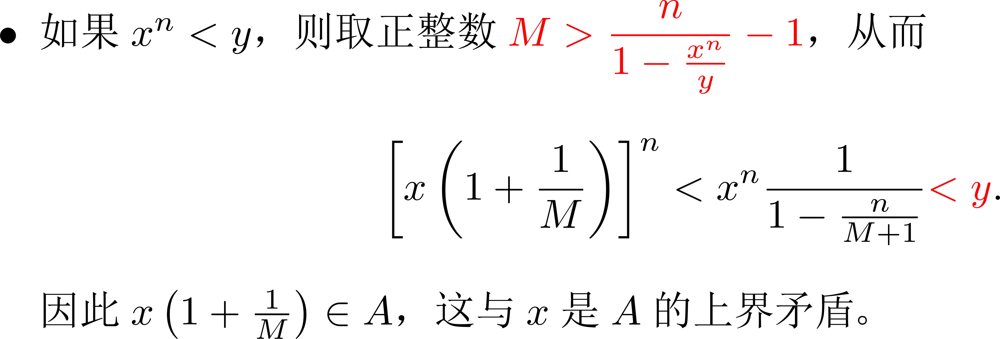 • 如果 $x^n < y$，则取正整数 $M > \frac{n}{1 - \frac{x^n}{y}} - 1$，从而
$\left[ x \left( 1 + \frac{1}{M} \right) \right]^n < x^n \frac{1}{1 - \frac{n}{M+1}} < y.$
因此 $x \left( 1 + \frac{1}{M} \right) \in A$，这与 $x$ 是 $A$ 的上界矛盾。